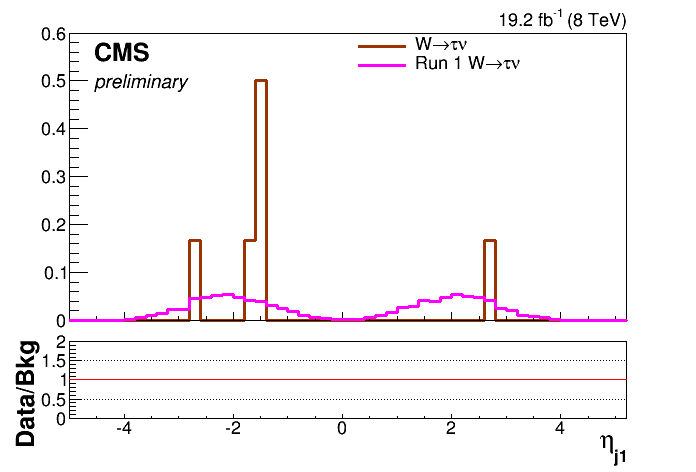 19.2 fb-1 (8 TeV)
CMS
preliminary
W→τν
Run 1 W→τν
0.6
0.5
0.4
0.3
0.2
0.1
0
Data/Bkg
2
1.5
1
0.5
0
-4 -2 0 2 4
ηj1